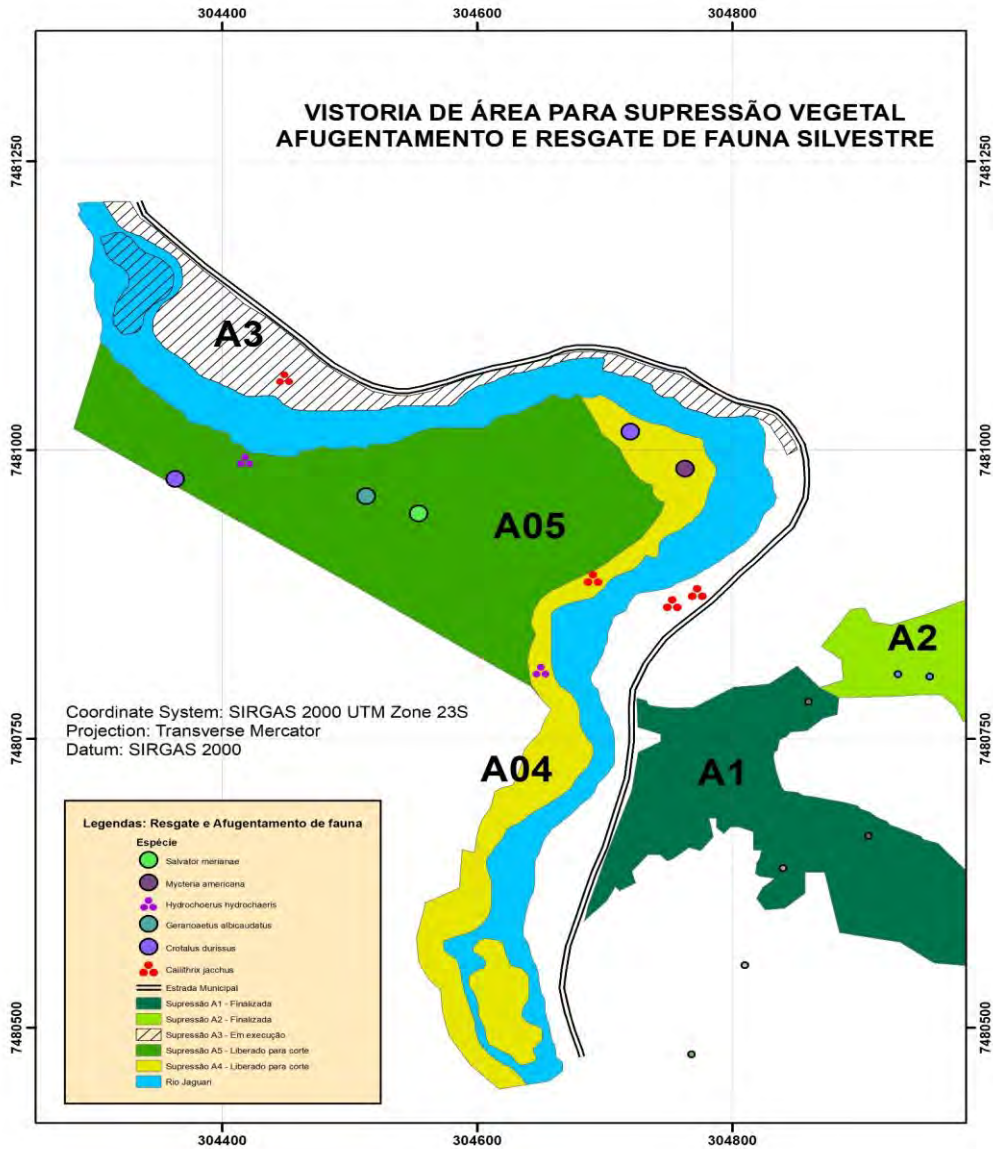 304400 304600 304800
VISTORIA DE ÁREA PARA SUPRESSÃO VEGETAL
AFUGENTAMENTO E RESGATE DE FAUNA SILVESTRE
7481250 7481250
A3
7481000 7481000
A05
A2
Coordinate System: SIRGAS 2000 UTM Zone 23S
Projection: Transverse Mercator
Datum: SIRGAS 2000
7480750 7480750
A04 A1
Legendas: Resgate e Afugentamento de fauna
Espécie
Salvator merianae
Mycteria americana
Hydrochoerus hydrochaeris
Geranoaetus albicaudatus
Crotalus durissus
Callithrix jacchus
Estrada Municipal
Supressão A1 - Finalizada
Supressão A2 - Finalizada
Supressão A3 - Em execução
Supressão A5 - Liberado para corte
Supressão A4 - Liberado para corte
Rio Jaguari
7480500 7480500
304400 304600 304800